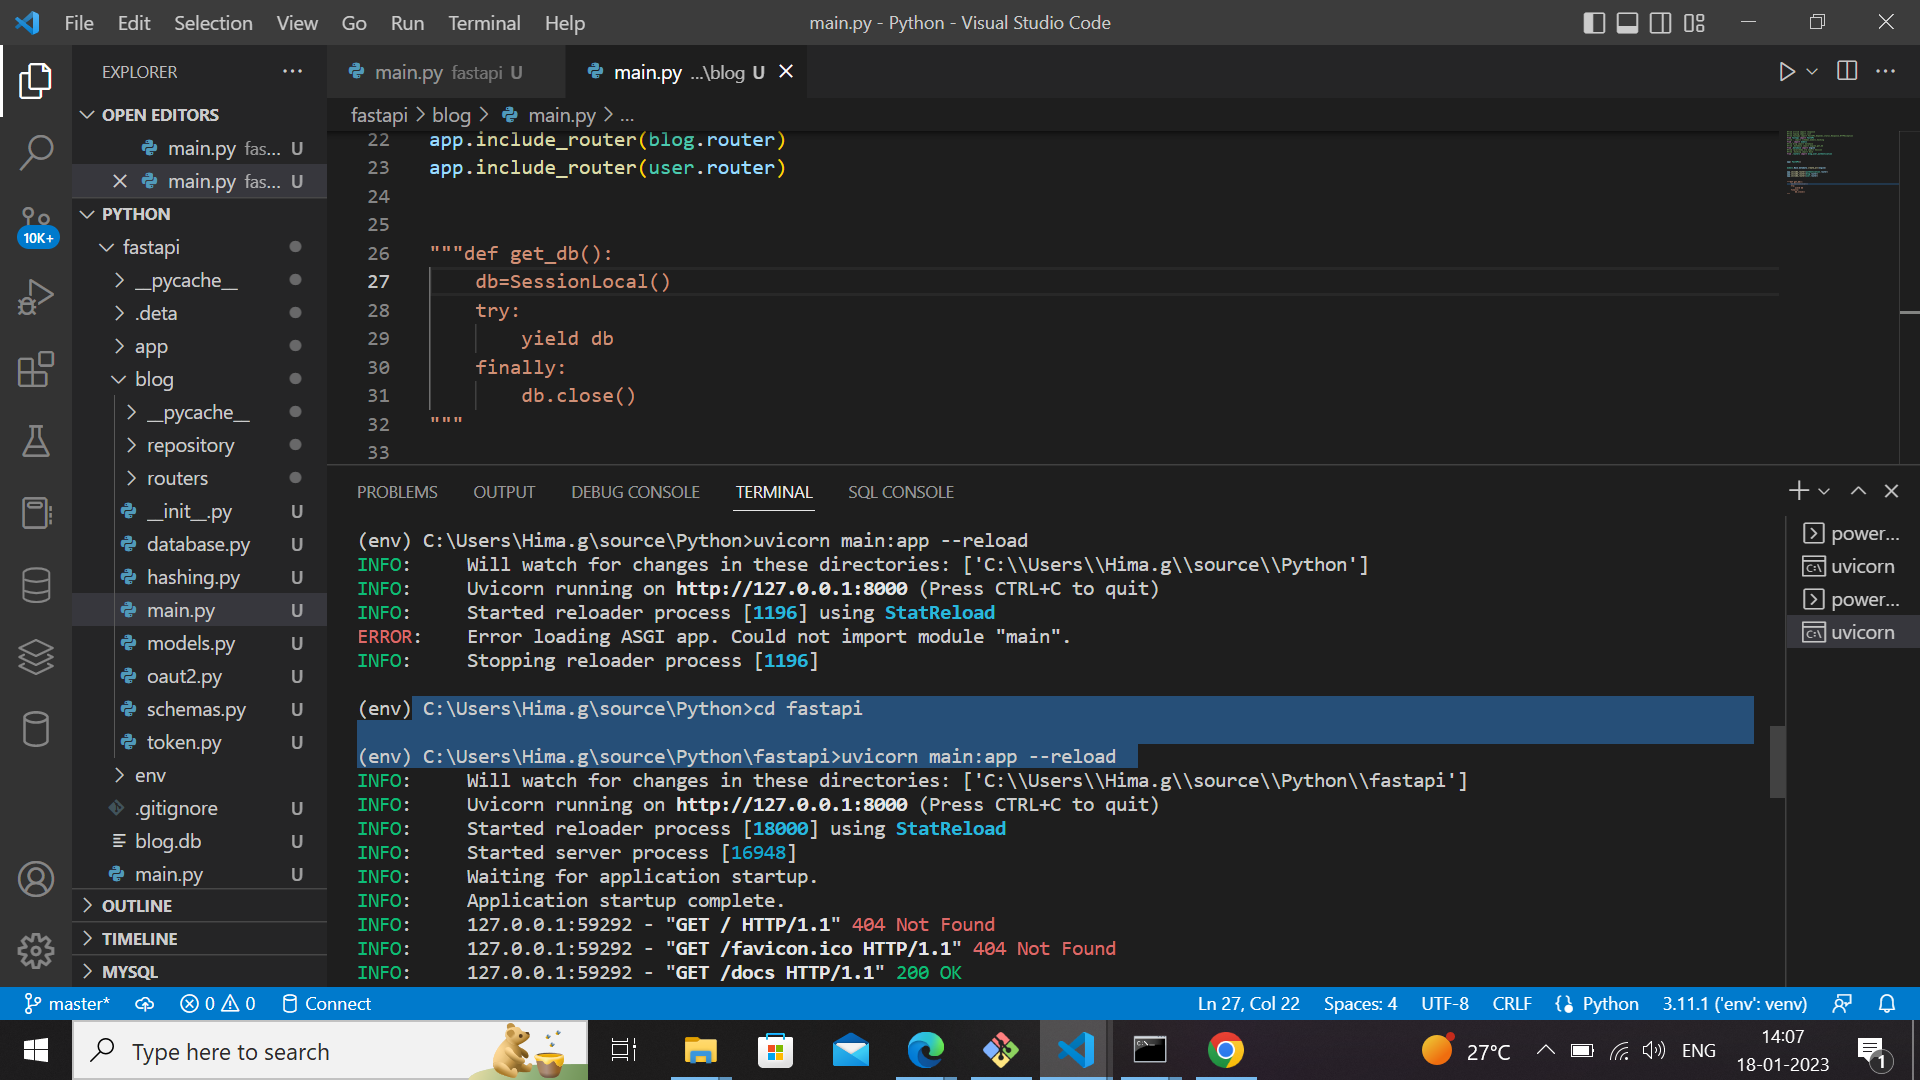 File Edit Selection View Go Run Terminal Help
main.py - Python - Visual Studio Code
EXPLORER
OPEN EDITORS
main.py fas... U
main.py fas... U
PYTHON
fastapi
__pycache__
.deta
app
blog
__pycache__
repository
routers
__init__.py U
database.py U
hashing.py U
main.py U
models.py U
oaut2.py U
schemas.py U
token.py U
env
.gitignore U
blog.db U
main.py U
OUTLINE
TIMELINE
MYSQL
10K+
main.py fastapi U
main.py ...\blog U
fastapi > blog > main.py > ...
22 app.include_router(blog.router)
23 app.include_router(user.router)
24
25
26 """def get_db():
27 db=SessionLocal()
28 try:
29 yield db
30 finally:
31 db.close()
32 """
33
PROBLEMS OUTPUT DEBUG CONSOLE TERMINAL SQL CONSOLE
(env) C:\Users\Hima.g\source\Python>uvicorn main:app --reload
INFO: Will watch for changes in these directories: ['C:\\Users\\Hima.g\\source\\Python']
INFO: Uvicorn running on http://127.0.0.1:8000 (Press CTRL+C to quit)
INFO: Started reloader process [1196] using StatReload
ERROR: Error loading ASGI app. Could not import module "main".
INFO: Stopping reloader process [1196]
(env) C:\Users\Hima.g\source\Python>cd fastapi
(env) C:\Users\Hima.g\source\Python\fastapi>uvicorn main:app --reload
INFO: Will watch for changes in these directories: ['C:\\Users\\Hima.g\\source\\Python\\fastapi']
INFO: Uvicorn running on http://127.0.0.1:8000 (Press CTRL+C to quit)
INFO: Started reloader process [18000] using StatReload
INFO: Started server process [16948]
INFO: Waiting for application startup.
INFO: Application startup complete.
INFO: 127.0.0.1:59292 - "GET / HTTP/1.1" 404 Not Found
INFO: 127.0.0.1:59292 - "GET /favicon.ico HTTP/1.1" 404 Not Found
INFO: 127.0.0.1:59292 - "GET /docs HTTP/1.1" 200 OK
power...
uvicorn
power...
uvicorn
master* 0 0 Connect
Ln 27, Col 22 Spaces: 4 UTF-8 CRLF Python 3.11.1 ('env': venv)
Type here to search
27°C ENG
14:07
18-01-2023
1